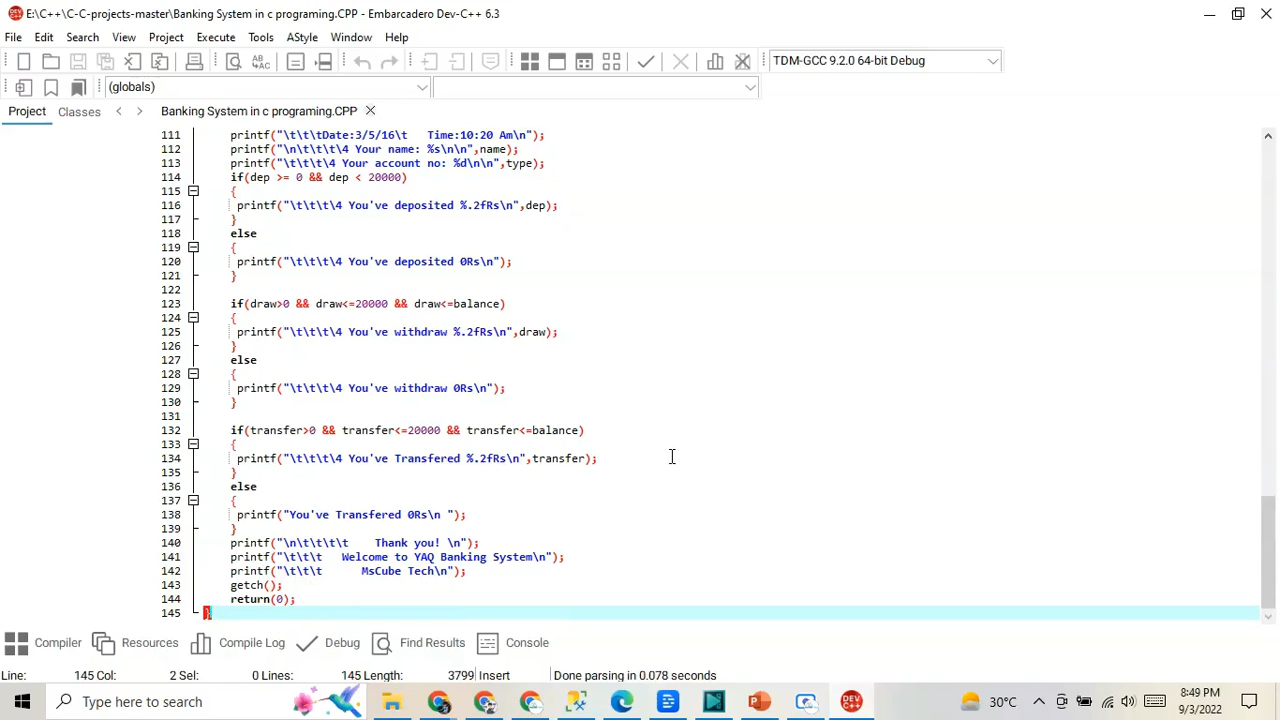 E:\C++\C-C-projects-master\Banking System in c programing.CPP - Embarcadero Dev-C++ 6.3
File Edit Search View Project Execute Tools AStyle Window Help
TDM-GCC 9.2.0 64-bit Debug
(globals)
Project Classes Banking System in c programing.CPP
111 printf("\t\t\tDate:3/5/16\t   Time:10:20 Am\n");
112 printf("\n\t\t\t\4 Your name: %s\n\n",name);
113 printf("\t\t\t\4 Your account no: %d\n\n",type);
114 if(dep >= 0 && dep < 20000)
115 {
116 printf("\t\t\t\4 You've deposited %.2fRs\n",dep);
117 }
118 else
119 {
120 printf("\t\t\t\4 You've deposited 0Rs\n");
121 }
122
123 if(draw>0 && draw<=20000 && draw<=balance)
124 {
125 printf("\t\t\t\4 You've withdraw %.2fRs\n",draw);
126 }
127 else
128 {
129 printf("\t\t\t\4 You've withdraw 0Rs\n");
130 }
131
132 if(transfer>0 && transfer<=20000 && transfer<=balance)
133 {
134 printf("\t\t\t\4 You've Transfered %.2fRs\n",transfer);
135 }
136 else
137 {
138 printf("You've Transfered 0Rs\n ");
139 }
140 printf("\n\t\t\t\t    Thank you! \n");
141 printf("\t\t\t   Welcome to YAQ Banking System\n");
142 printf("\t\t\t      MsCube Tech\n");
143 getch();
144 return(0);
145 }
Compiler Resources Compile Log Debug Find Results Console
Line: 145 Col: 2 Sel: 0 Lines: 145 Length: 3799 Insert Done parsing in 0.078 seconds
Type here to search
30°C
8:49 PM
9/3/2022